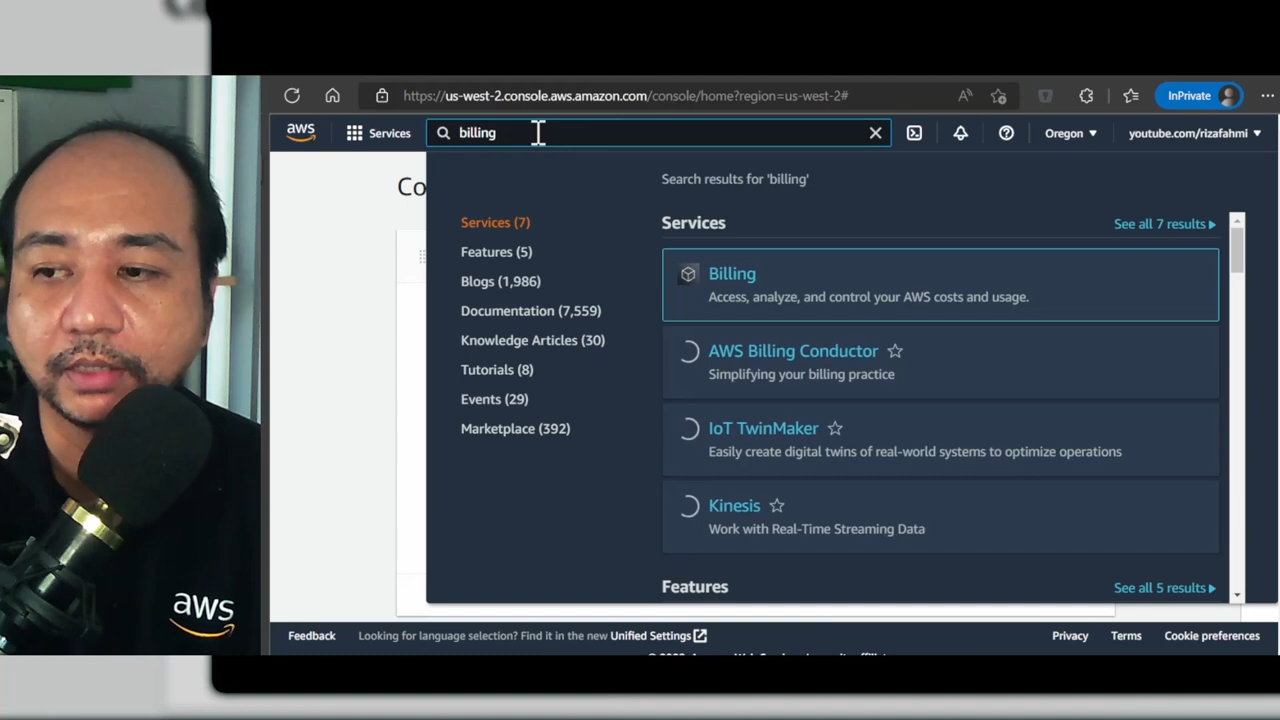 https://us-west-2.console.aws.amazon.com/console/home?region=us-west-2#
InPrivate
aws
Services
billing
Oregon
youtube.com/rizafahmi
Co
Search results for 'billing'
Services (7)
Features (5)
Blogs (1,986)
Documentation (7,559)
Knowledge Articles (30)
Tutorials (8)
Events (29)
Marketplace (392)
Services
See all 7 results
Billing
Access, analyze, and control your AWS costs and usage.
AWS Billing Conductor
Simplifying your billing practice
IoT TwinMaker
Easily create digital twins of real-world systems to optimize operations
Kinesis
Work with Real-Time Streaming Data
Features
See all 5 results
Feedback
Looking for language selection? Find it in the new Unified Settings
Privacy
Terms
Cookie preferences
aws